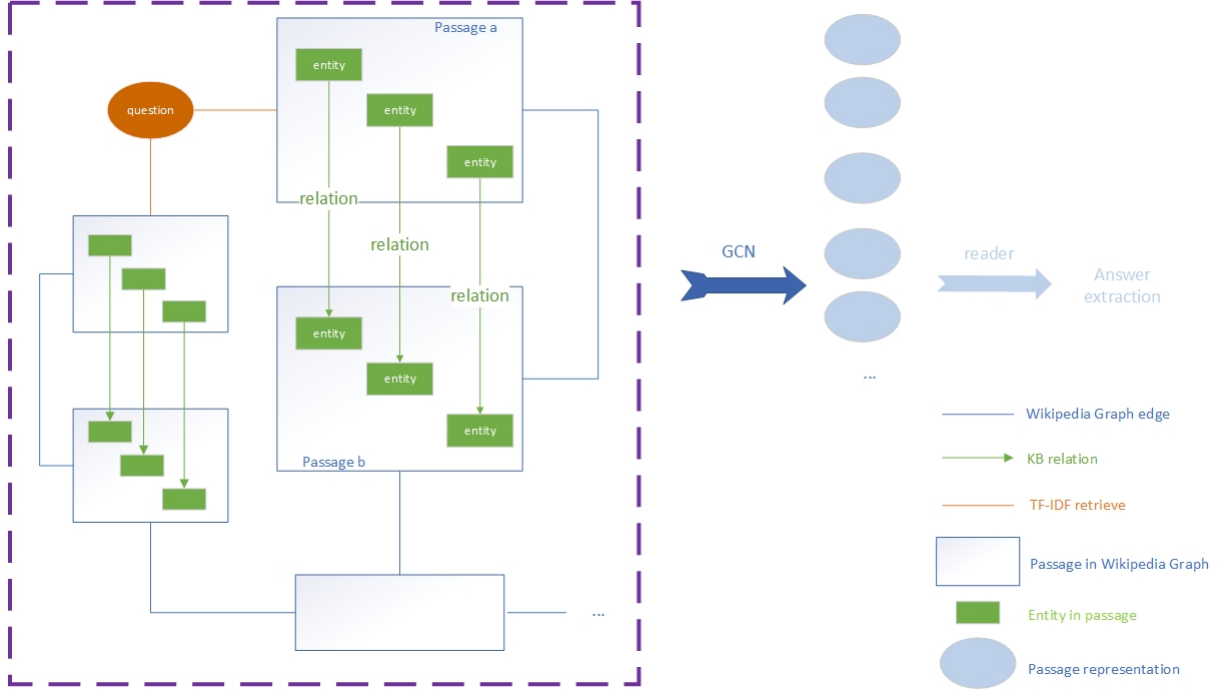 Passage a
entity
question
entity
entity
relation
relation
relation
entity
entity
entity
Passage b
...
GCN
reader
Answer
extraction
...
Wikipedia Graph edge
KB relation
TF-IDF retrieve
Passage in Wikipedia Graph
Entity in passage
Passage representation